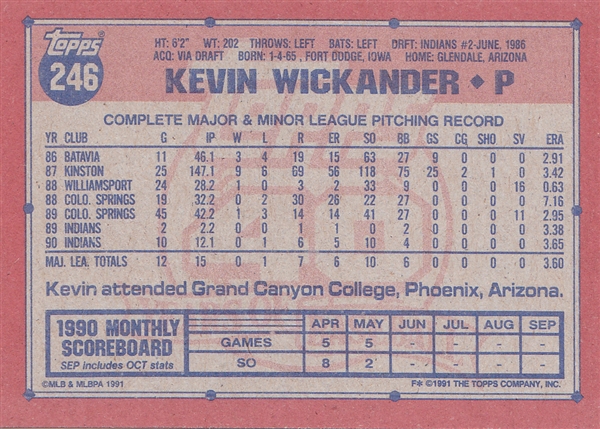 topps
246
HT: 6'2" WT: 202 THROWS: LEFT BATS: LEFT DRFT: INDIANS #2-JUNE, 1986
ACQ: VIA DRAFT BORN: 1-4-65, FORT DODGE, IOWA HOME: GLENDALE, ARIZONA
KEVIN WICKANDER ♦ P
COMPLETE MAJOR & MINOR LEAGUE PITCHING RECORD
YR CLUB G IP W L R ER SO BB GS CG SHO SV ERA
86 BATAVIA 11 46.1 3 4 19 15 63 27 9 0 0 0 2.91
87 KINSTON 25 147.1 9 6 69 56 118 75 25 2 1 0 3.42
88 WILLIAMSPORT 24 28.2 1 0 3 2 33 9 0 0 0 16 0.63
88 COLO. SPRINGS 19 32.2 0 2 30 26 22 27 0 0 0 0 7.16
89 COLO. SPRINGS 45 42.2 1 3 14 14 41 27 0 0 0 11 2.95
89 INDIANS 2 2.2 0 0 1 1 0 2 0 0 0 0 3.38
90 INDIANS 10 12.1 0 1 6 5 10 4 0 0 0 0 3.65
MAJ. LEA. TOTALS 12 15 0 1 7 6 10 6 0 0 0 0 3.60
Kevin attended Grand Canyon College, Phoenix, Arizona.
1990 MONTHLY
SCOREBOARD
SEP includes OCT stats
APR MAY JUN JUL AUG SEP
GAMES 5 5
SO 8 2
©MLB & MLBPA 1991
F* ©1991 THE TOPPS COMPANY, INC.